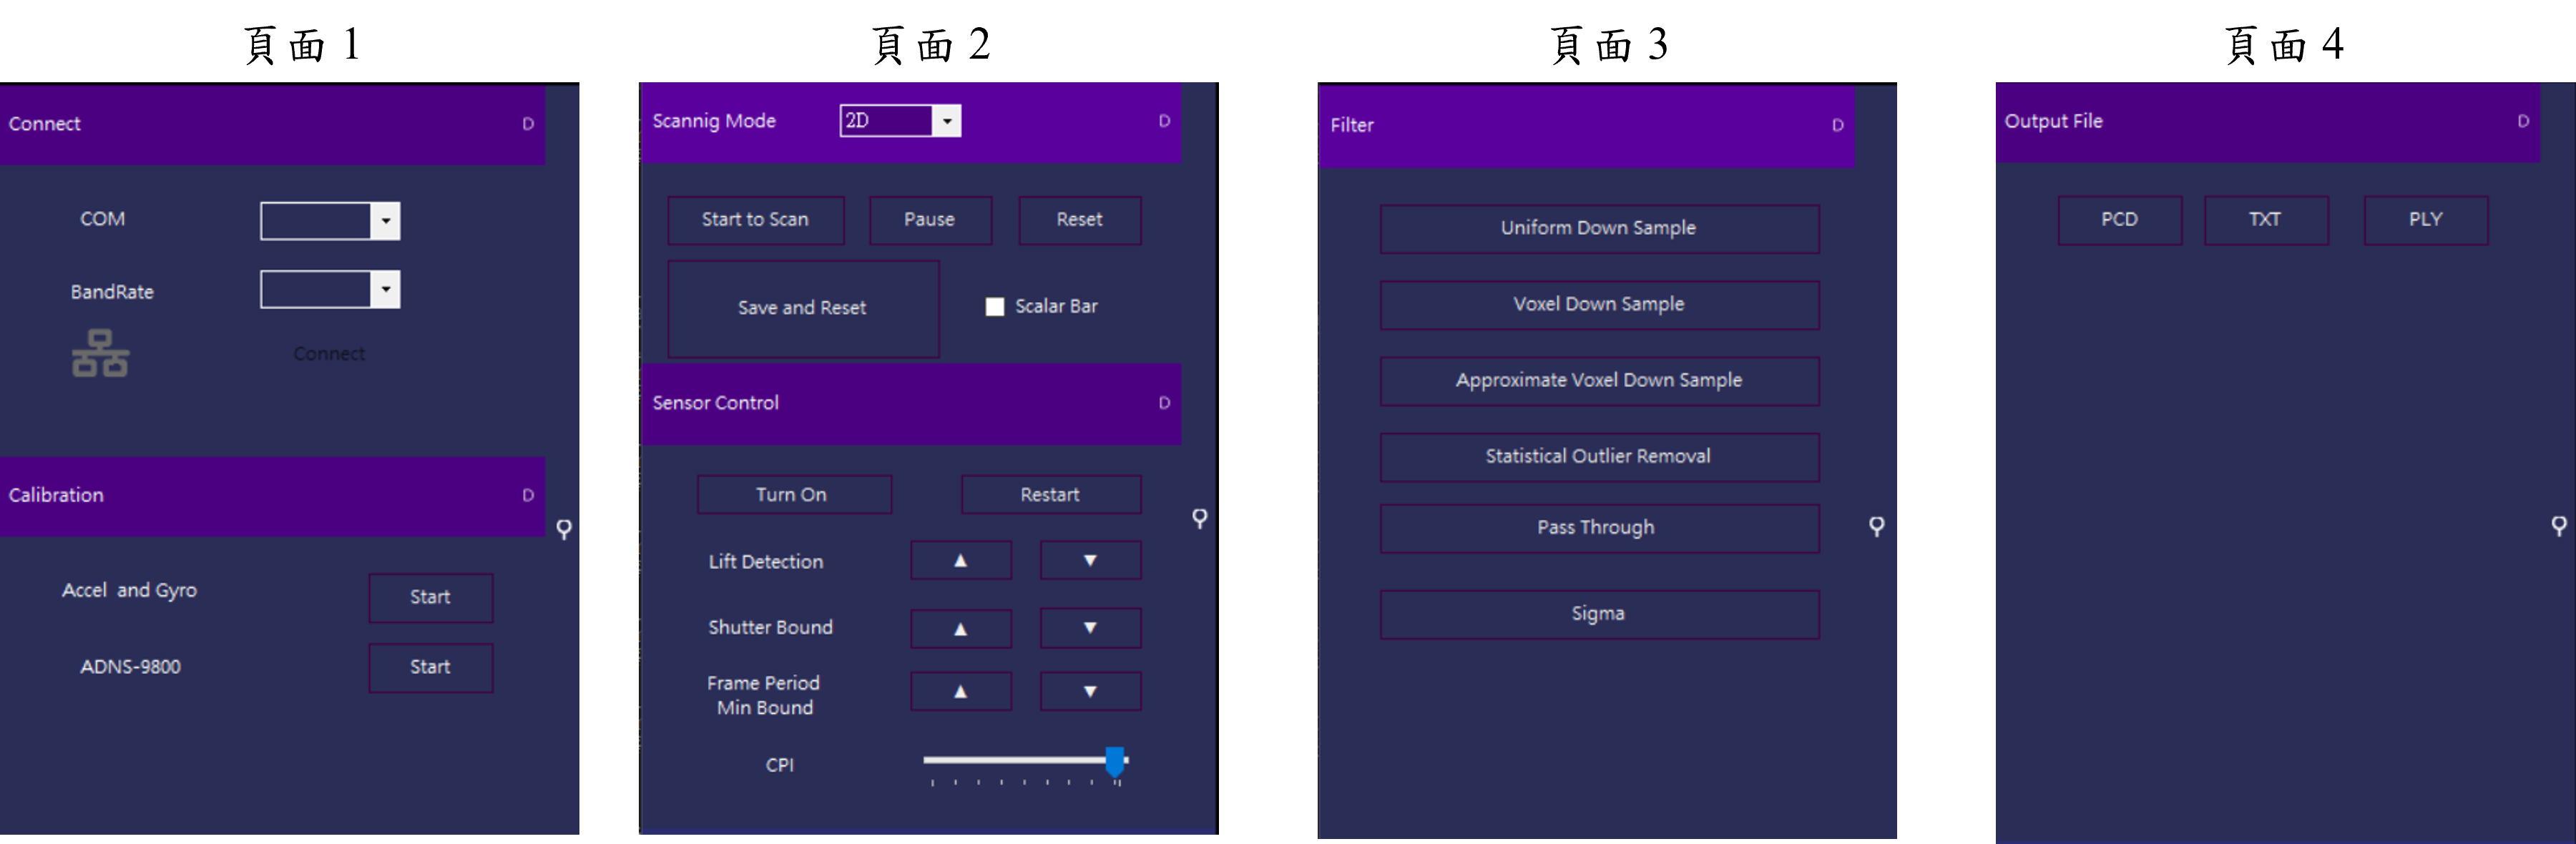 頁面 1
Connect D
COM
BandRate
Connect
Calibration D
Accel and Gyro Start
ADNS-9800 Start
頁面 2
Scannig Mode 2D D
Start to Scan Pause Reset
Save and Reset Scalar Bar
Sensor Control D
Turn On Restart
Lift Detection ▲ ▼
Shutter Bound ▲ ▼
Frame Period ▲ ▼
Min Bound
CPI
頁面 3
Filter D
Uniform Down Sample
Voxel Down Sample
Approximate Voxel Down Sample
Statistical Outlier Removal
Pass Through
Sigma
頁面 4
Output File D
PCD TXT PLY